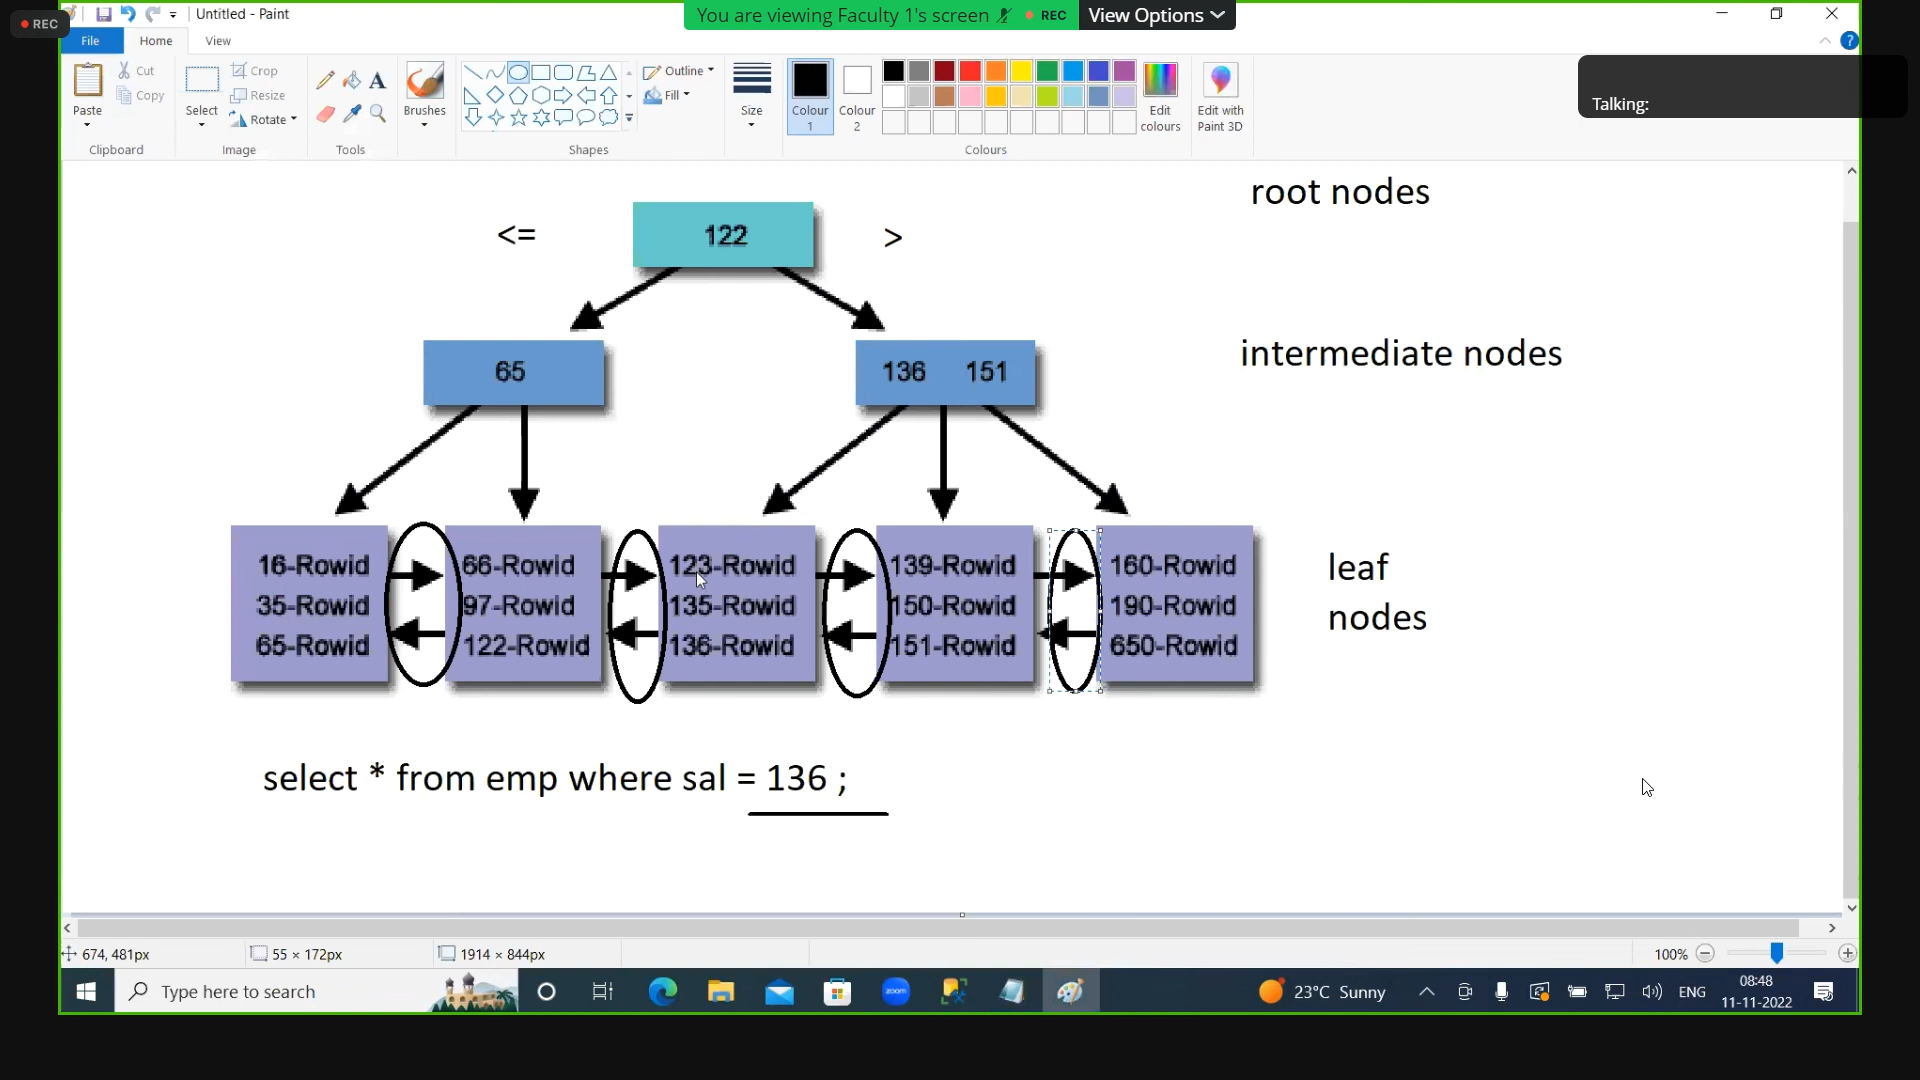 REC
Untitled - Paint
You are viewing Faculty 1's screen
REC
View Options
File
Home
View
Talking:
Paste
Cut
Copy
Clipboard
Select
Crop
Resize
Rotate
Image
A
Tools
Brushes
Shapes
Outline
Fill
Size
Colour
1
Colour
2
Colours
Edit
colours
Edit with
Paint 3D
?
root nodes
<=
122
>
65
136 151
intermediate nodes
16-Rowid
35-Rowid
65-Rowid
66-Rowid
97-Rowid
122-Rowid
123-Rowid
135-Rowid
136-Rowid
139-Rowid
150-Rowid
151-Rowid
160-Rowid
190-Rowid
650-Rowid
leaf
nodes
select * from emp where sal = 136 ;
674, 481px
55 × 172px
1914 × 844px
100%
Type here to search
zoom
23°C Sunny
ENG
08:48
11-11-2022